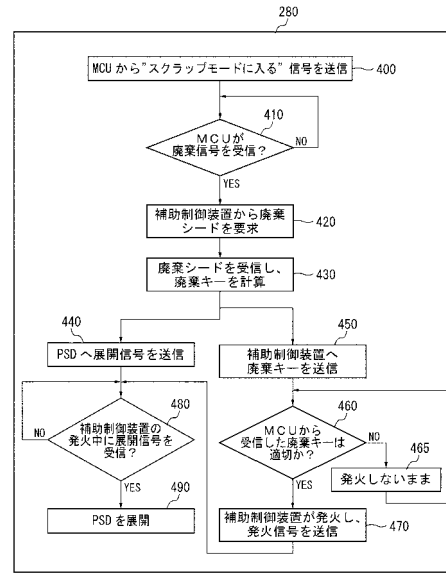 280
MCUから”スクラップモードに入る”信号を送信
400
410
MCUが
廃棄信号を受信？
NO
YES
補助制御装置から廃棄
シードを要求
420
廃棄シードを受信し、
廃棄キーを計算
430
440
PSDへ展開信号を送信
450
補助制御装置へ
廃棄キーを送信
480
補助制御装置の
発火中に展開信号を
受信？
NO
YES
460
MCUから
受信した廃棄キーは
適切か？
NO
YES
465
発火しないまま
490
PSDを展開
補助制御装置が発火し、
発火信号を送信
470